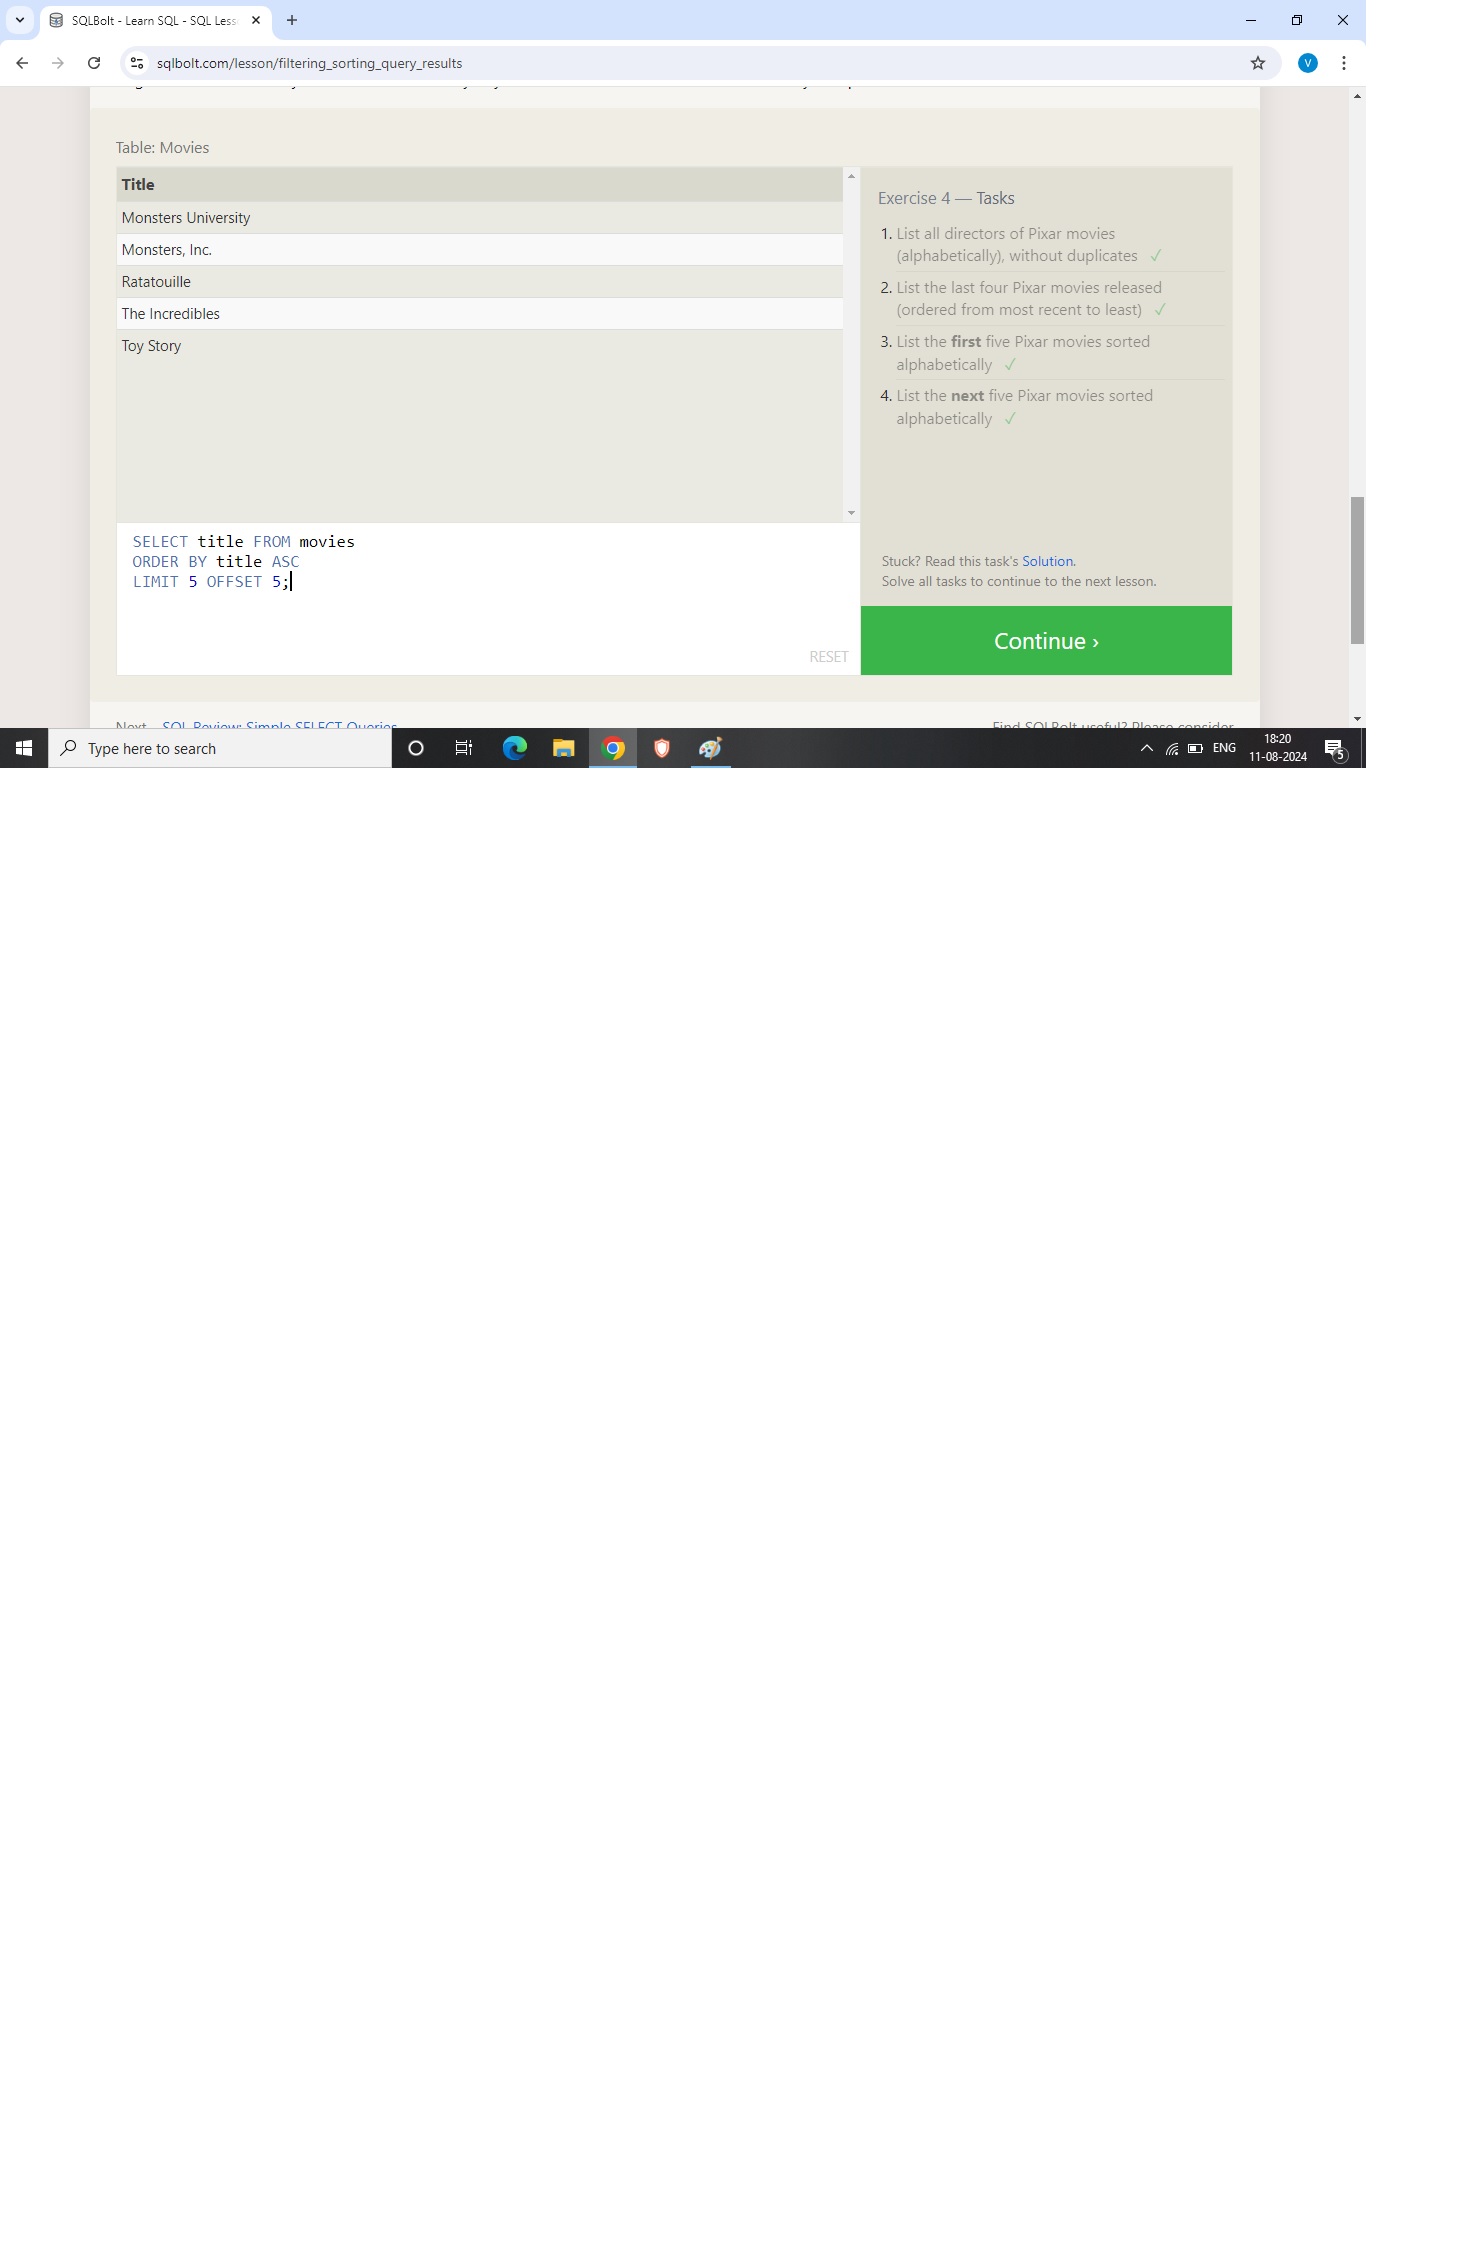 SQLBolt - Learn SQL - SQL Less
sqlbolt.com/lesson/filtering_sorting_query_results
V
Table: Movies
Title
Monsters University
Monsters, Inc.
Ratatouille
The Incredibles
Toy Story
SELECT title FROM movies
ORDER BY title ASC
LIMIT 5 OFFSET 5;
RESET
Exercise 4 — Tasks
1. List all directors of Pixar movies
(alphabetically), without duplicates ✓
2. List the last four Pixar movies released
(ordered from most recent to least) ✓
3. List the first five Pixar movies sorted
alphabetically ✓
4. List the next five Pixar movies sorted
alphabetically ✓
Stuck? Read this task's Solution.
Solve all tasks to continue to the next lesson.
Continue ›
Next – SQL Review: Simple SELECT Queries
Find SQLBolt useful? Please consider
Type here to search
ENG
18:20
11-08-2024
5